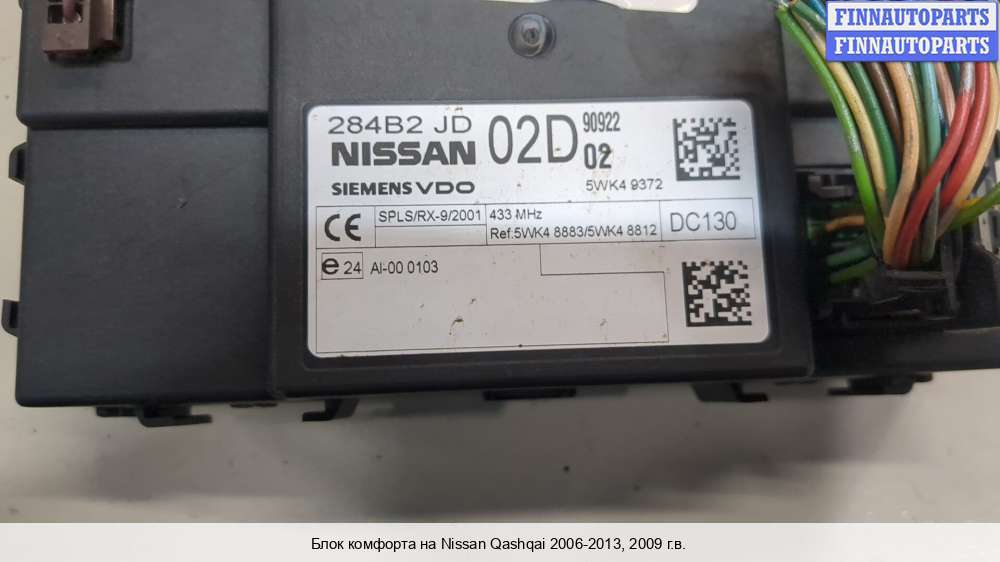 FINNAUTOPARTS
FINNAUTOPARTS
284B2 JD 02D 90922
NISSAN 02
SIEMENS VDO 5WK4 9372
CE SPLS/RX-9/2001 433 MHz DC130
Ref:5WK4 8883/5WK4 8812
e 24 AI-00 0103
Блок комфорта на Nissan Qashqai 2006-2013, 2009 г.в.